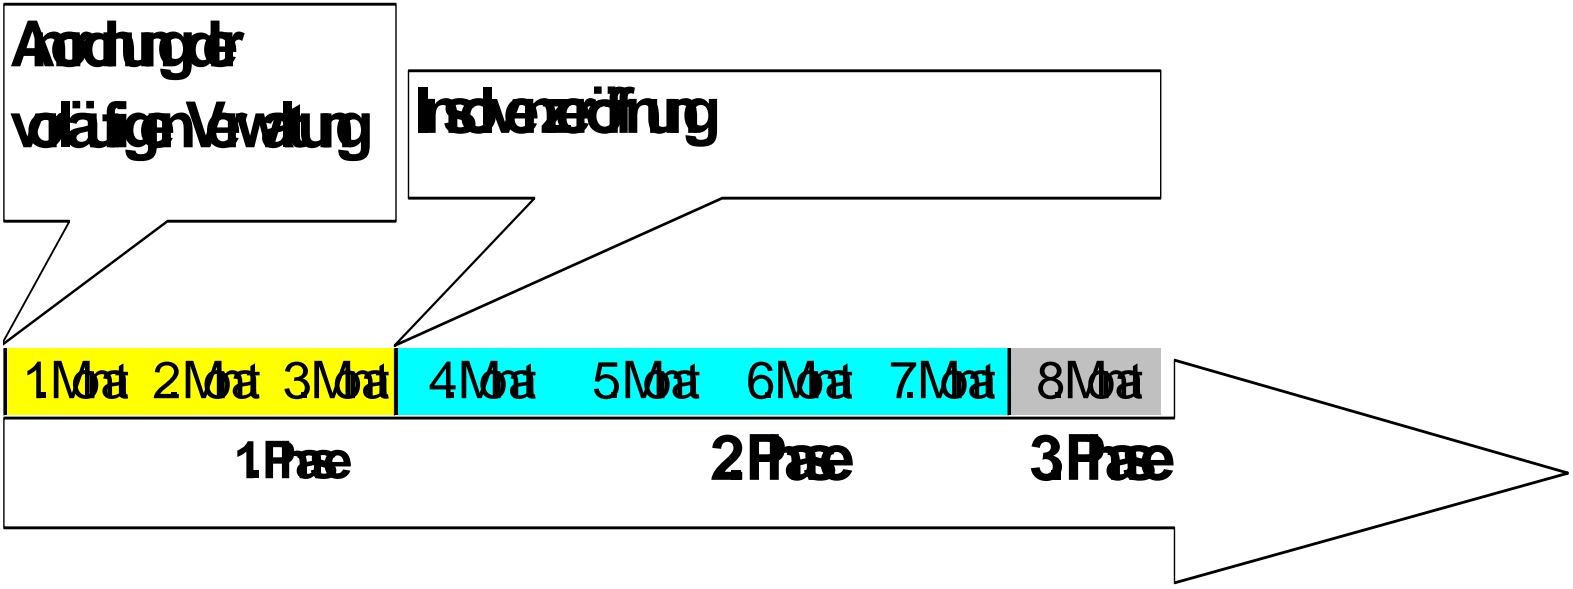 Anordnung der
vorläufigen Verwaltung
Insolvenzeröffnung
1.Monat 2.Monat 3.Monat 4.Monat 5.Monat 6.Monat 7.Monat 8.Monat
1.Phase 2.Phase 3.Phase